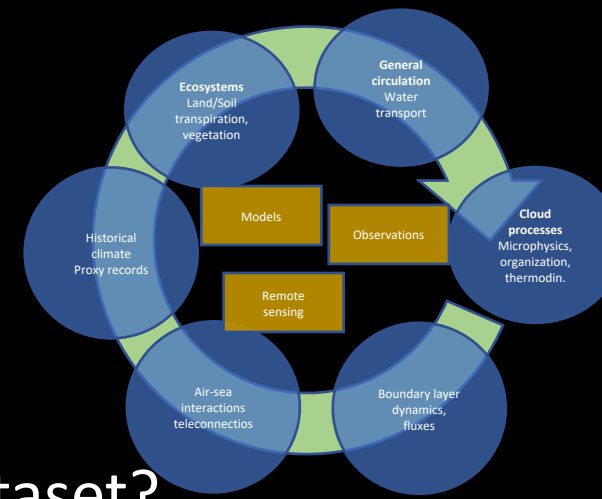 General
circulation
Water
transport
Ecosystems
Land/Soil
transpiration,
vegetation
Models
Observations
Cloud
processes
Microphysics,
organization,
thermodin.
Historical
climate
Proxy records
Remote
sensing
Air-sea
interactions
teleconnectios
Boundary layer
dynamics,
fluxes
taset?